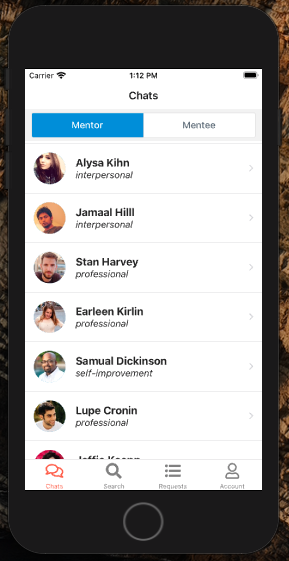 Carrier 1:12 PM
Chats
Mentor Mentee
Alysa Kihn
interpersonal
Jamaal Hilll
interpersonal
Stan Harvey
professional
Earleen Kirlin
professional
Samual Dickinson
self-improvement
Lupe Cronin
professional
Chats Search Requests Account